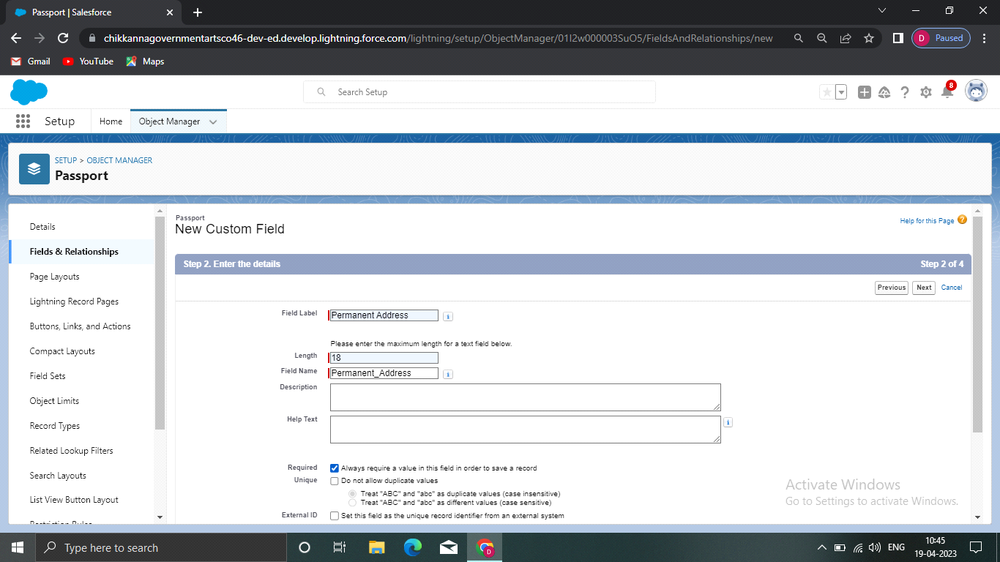 Passport | Salesforce
chikkannagovernmentartsco46-dev-ed.develop.lightning.force.com/lightning/setup/ObjectManager/01I2w000003SuO5/FieldsAndRelationships/new
D Paused
Gmail YouTube Maps
Search Setup
8
Setup Home Object Manager
SETUP > OBJECT MANAGER
Passport
Details
Fields & Relationships
Page Layouts
Lightning Record Pages
Buttons, Links, and Actions
Compact Layouts
Field Sets
Object Limits
Record Types
Related Lookup Filters
Search Layouts
List View Button Layout
Restriction Rules
Passport
New Custom Field
Help for this Page ?
Step 2. Enter the details Step 2 of 4
Previous Next Cancel
Field Label Permanent Address i
Please enter the maximum length for a text field below.
Length 18
Field Name Permanent_Address i
Description
Help Text i
Required Always require a value in this field in order to save a record
Unique Do not allow duplicate values
Treat "ABC" and "abc" as duplicate values (case insensitive)
Treat "ABC" and "abc" as different values (case sensitive)
External ID Set this field as the unique record identifier from an external system
Activate Windows
Go to Settings to activate Windows.
Type here to search
D
ENG
10:45
19-04-2023